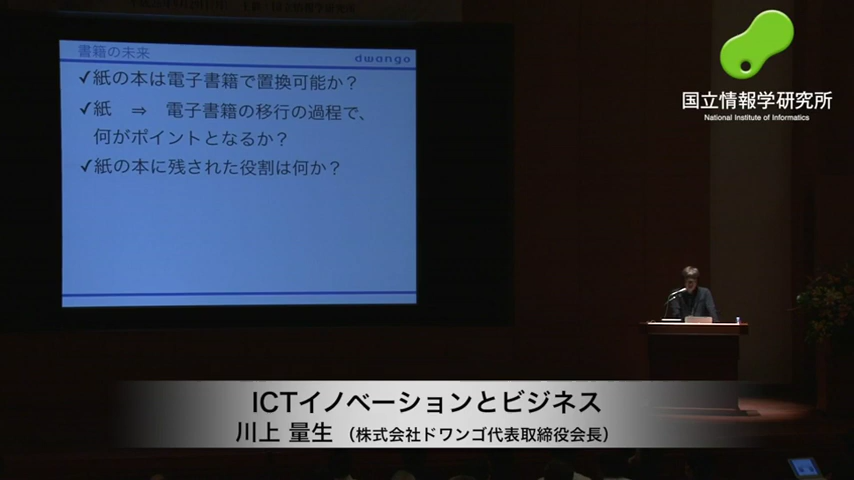 書籍の未来
dwango
✓紙の本は電子書籍で置換可能か？
✓紙 ⇒ 電子書籍の移行の過程で、
何がポイントとなるか？
✓紙の本に残された役割は何か？
国立情報学研究所
National Institute of Informatics
ICTイノベーションとビジネス
川上 量生（株式会社ドワンゴ代表取締役会長）